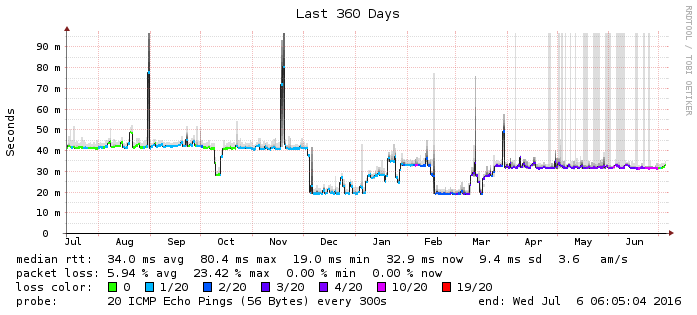 Last 360 Days
RRDTOOL / TOBI OETIKER
Seconds
90 m
80 m
70 m
60 m
50 m
40 m
30 m
20 m
10 m
0
Jul Aug Sep Oct Nov Dec Jan Feb Mar Apr May Jun
median rtt: 34.0 ms avg 80.4 ms max 19.0 ms min 32.9 ms now 9.4 ms sd 3.6 am/s
packet loss: 5.94 % avg 23.42 % max 0.00 % min 0.00 % now
loss color: 0 1/20 2/20 3/20 4/20 10/20 19/20
probe: 20 ICMP Echo Pings (56 Bytes) every 300s end: Wed Jul 6 06:05:04 2016